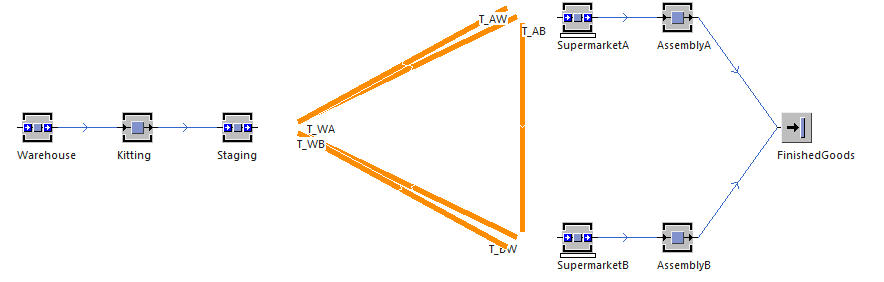 T_AW
T_AB
SupermarketA
AssemblyA
T_WA
T_WB
Warehouse
Kitting
Staging
FinishedGoods
T_BW
SupermarketB
AssemblyB